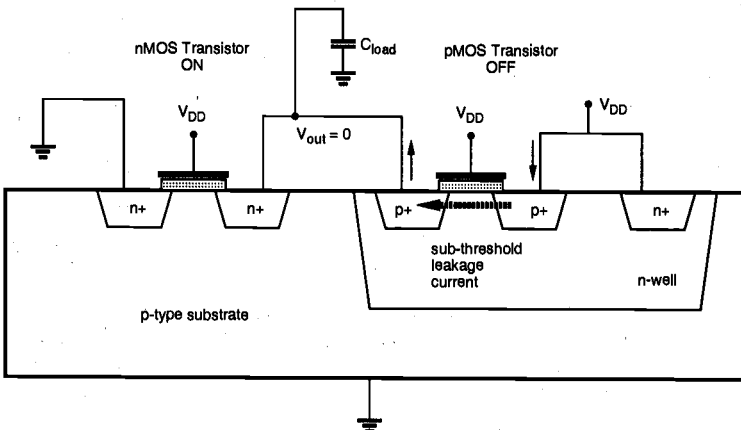 nMOS Transistor
ON
C_load
pMOS Transistor
OFF
V_DD
V_out = 0
V_DD
V_DD
n+
n+
p+
p+
n+
sub-threshold
leakage
current
n-well
p-type substrate